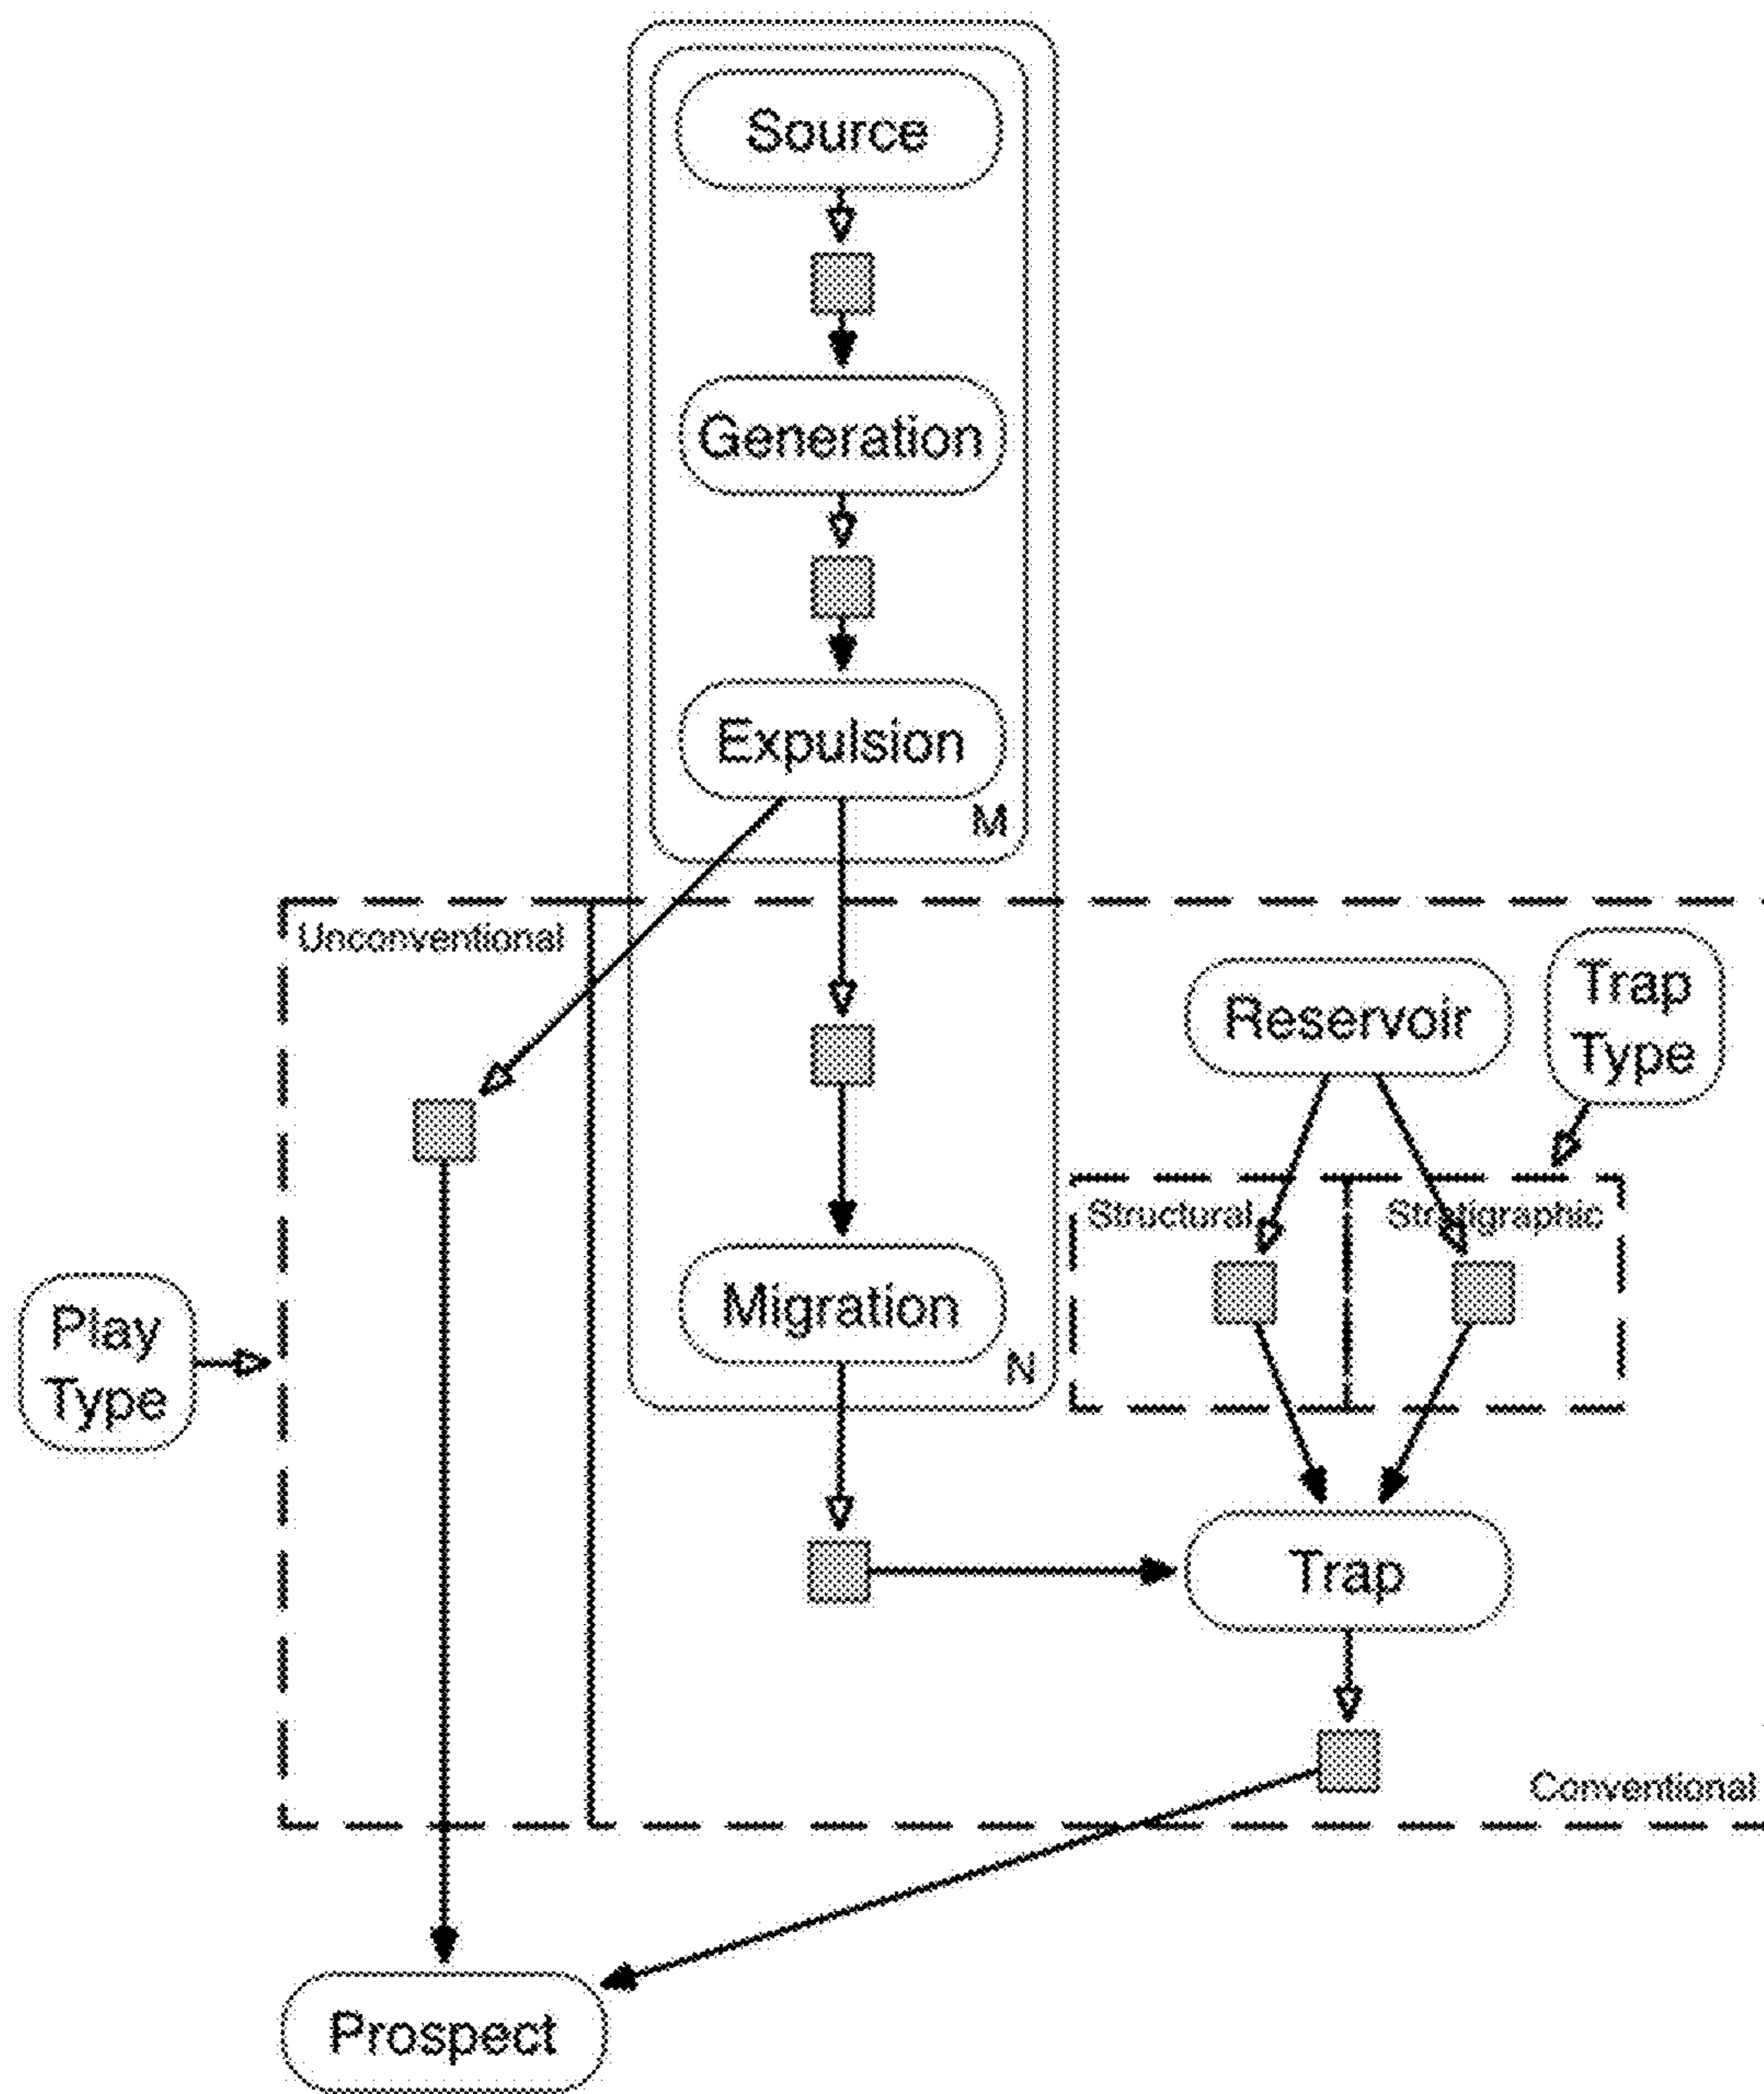 Source
Generation
Expulsion
M
Unconventional
Reservoir
Trap
Type
Structural
Stratigraphic
Play
Type
Migration
N
Trap
Conventional
Prospect